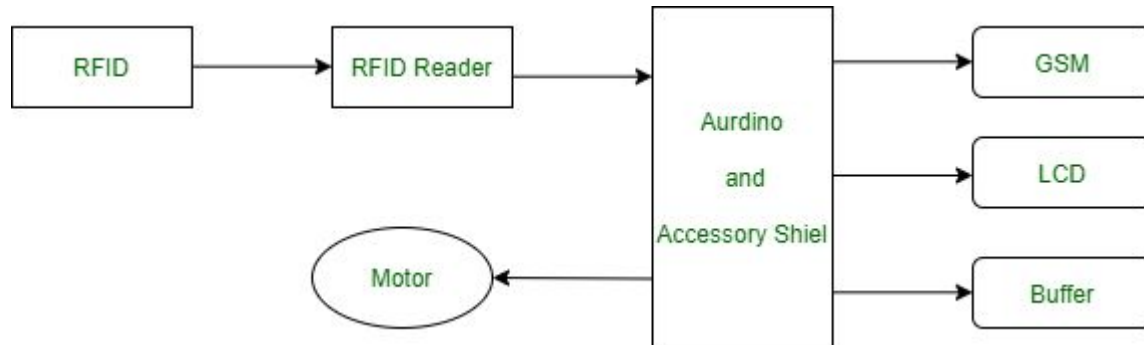 RFID
RFID Reader
Aurdino
and
Accessory Shiel
Motor
GSM
LCD
Buffer